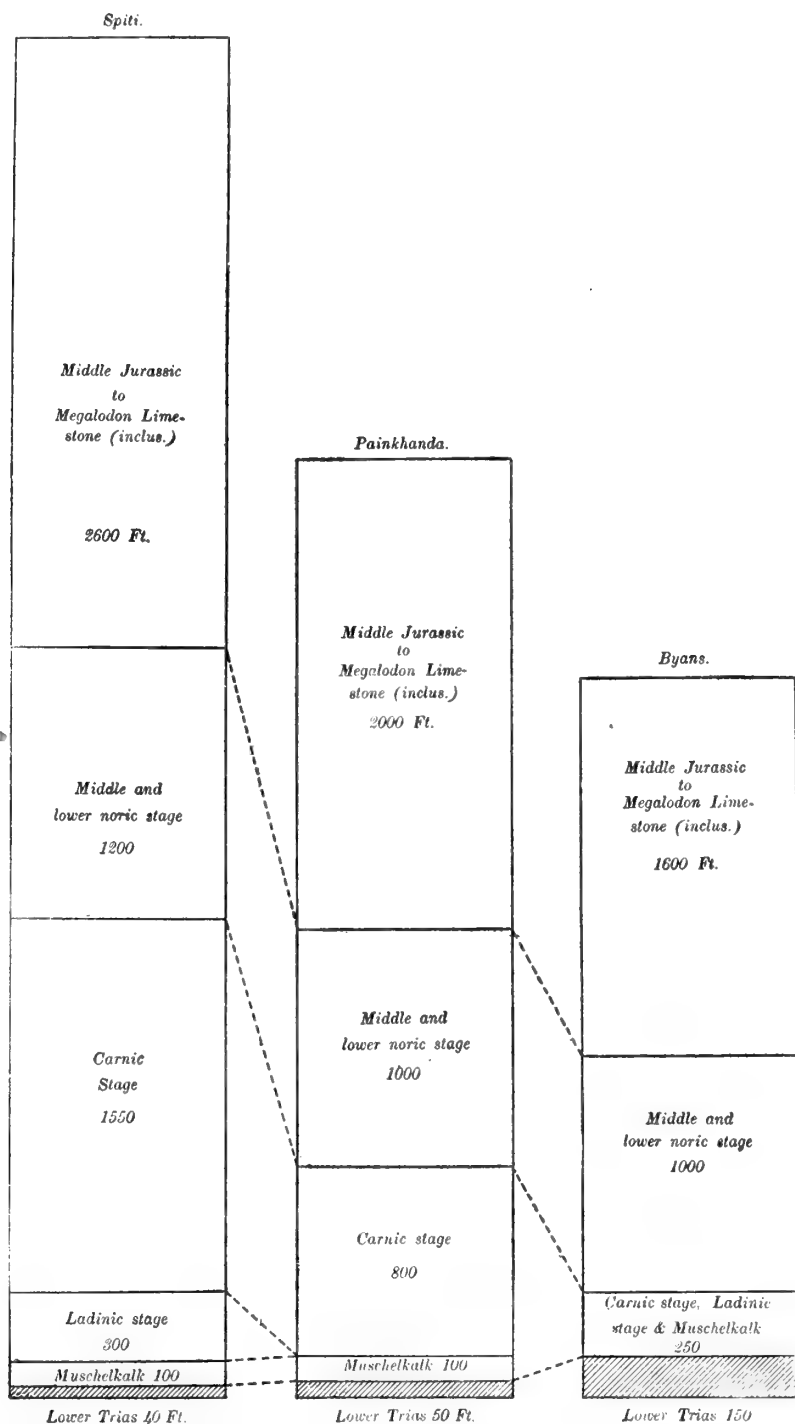 Spiti.
Middle Jurassic
to
Megalodon Lime-
stone (inclus.)
2600 Ft.
Middle and
lower noric stage
1200
Carnic
Stage
1550
Ladinic stage
300
Muschelkalk 100
Lower Trias 40 Ft.
Painkhanda.
Middle Jurassic
to
Megalodon Lime-
stone (inclus.)
2000 Ft.
Middle and
lower noric stage
1000
Carnic stage
800
Muschelkalk 100
Lower Trias 50 Ft.
Byans.
Middle Jurassic
to
Megalodon Lime-
stone (inclus.)
1600 Ft.
Middle and
lower noric stage
1000
Carnic stage, Ladinic
stage & Muschelkalk
250
Lower Trias 150